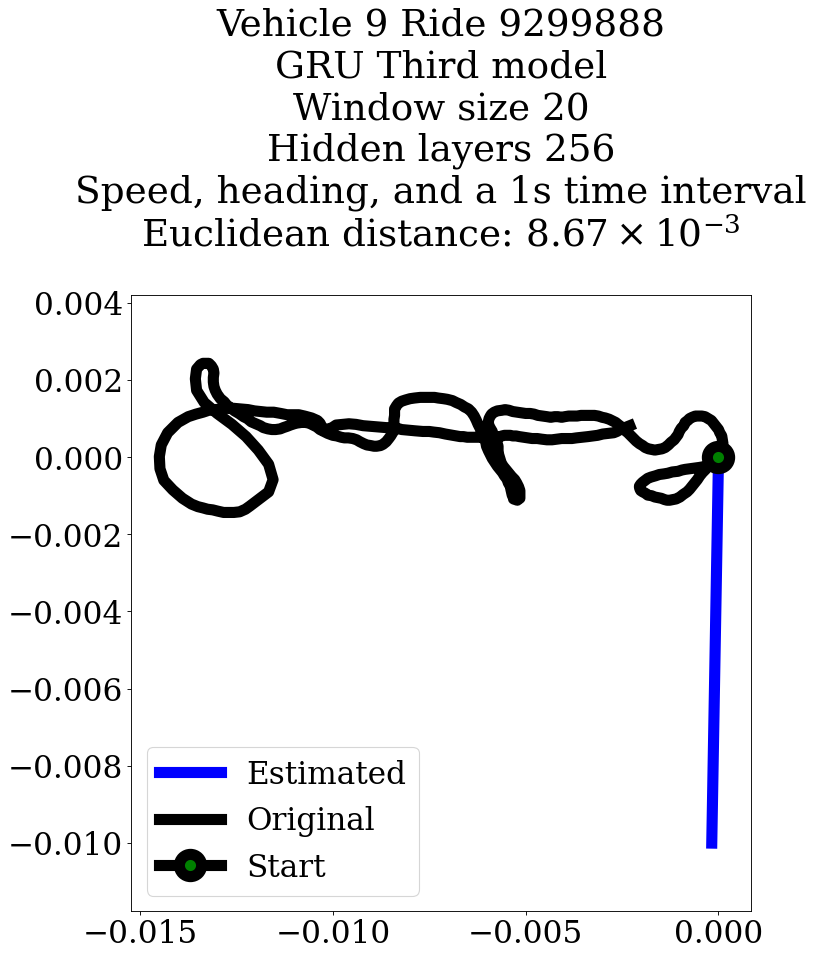 Vehicle 9 Ride 9299888
GRU Third model
Window size 20
Hidden layers 256
Speed, heading, and a 1s time interval
Euclidean distance: 8.67 × 10⁻³
0.004
0.002
0.000
−0.002
−0.004
−0.006
−0.008
−0.010
Estimated
Original
Start
−0.015
−0.010
−0.005
0.000